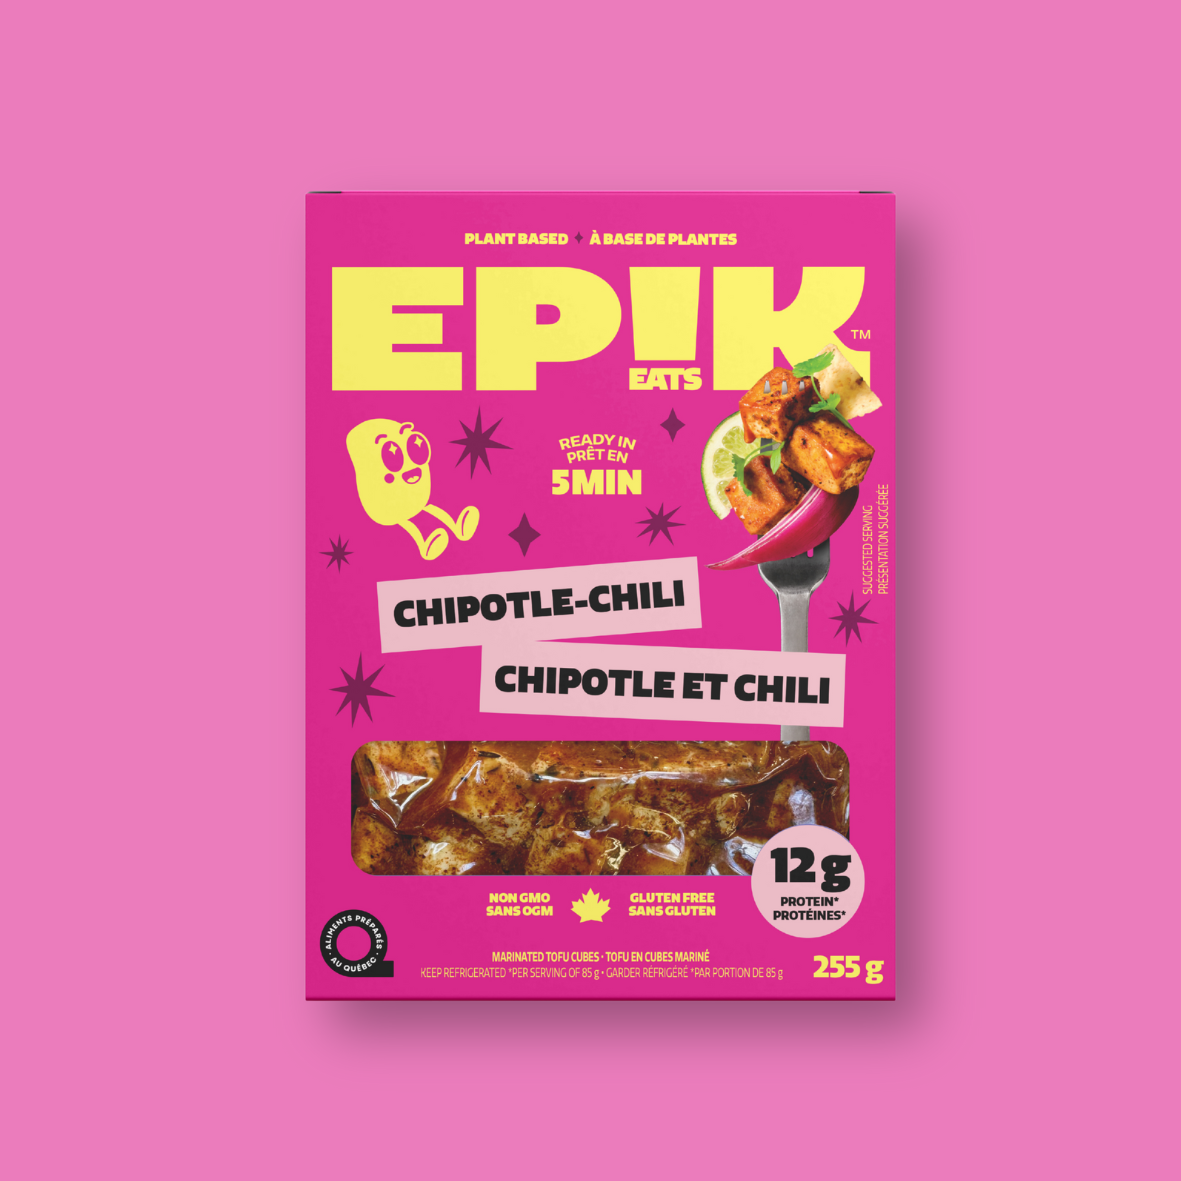 PLANT BASED ✦ À BASE DE PLANTES
EP!K™
EATS
READY IN
PRÊT EN
5MIN
SUGGESTED SERVING
PRÉSENTATION SUGGÉRÉE
CHIPOTLE-CHILI
CHIPOTLE ET CHILI
12 g
PROTEIN*
PROTÉINES*
NON GMO
SANS OGM
GLUTEN FREE
SANS GLUTEN
ALIMENTS PRÉPARÉS
AU QUÉBEC
MARINATED TOFU CUBES • TOFU EN CUBES MARINÉ
KEEP REFRIGERATED *PER SERVING OF 85 g • GARDER RÉFRIGÉRÉ *PAR PORTION DE 85 g
255 g